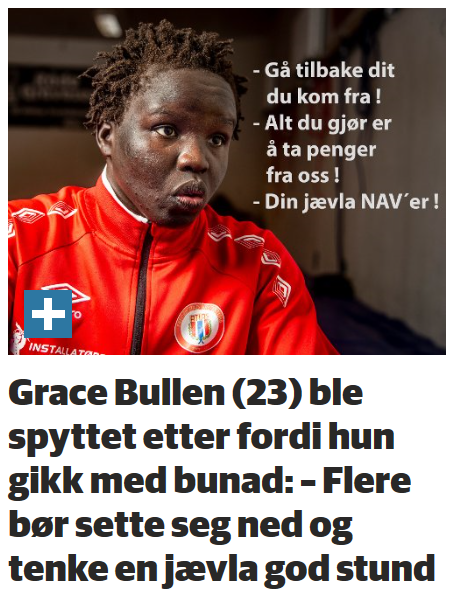 - Gå tilbake dit
du kom fra !
- Alt du gjør er
å ta penger
fra oss !
- Din jævla NAV´er !
INSTALLATØR
Grace Bullen (23) ble
spyttet etter fordi hun
gikk med bunad: – Flere
bør sette seg ned og
tenke en jævla god stund